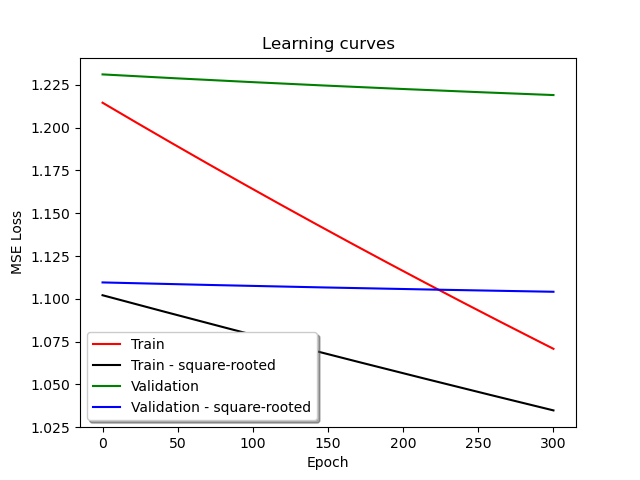 Learning curves
MSE Loss
1.225
1.200
1.175
1.150
1.125
1.100
1.075
1.050
1.025
Train
Train - square-rooted
Validation
Validation - square-rooted
0 50 100 150 200 250 300
Epoch